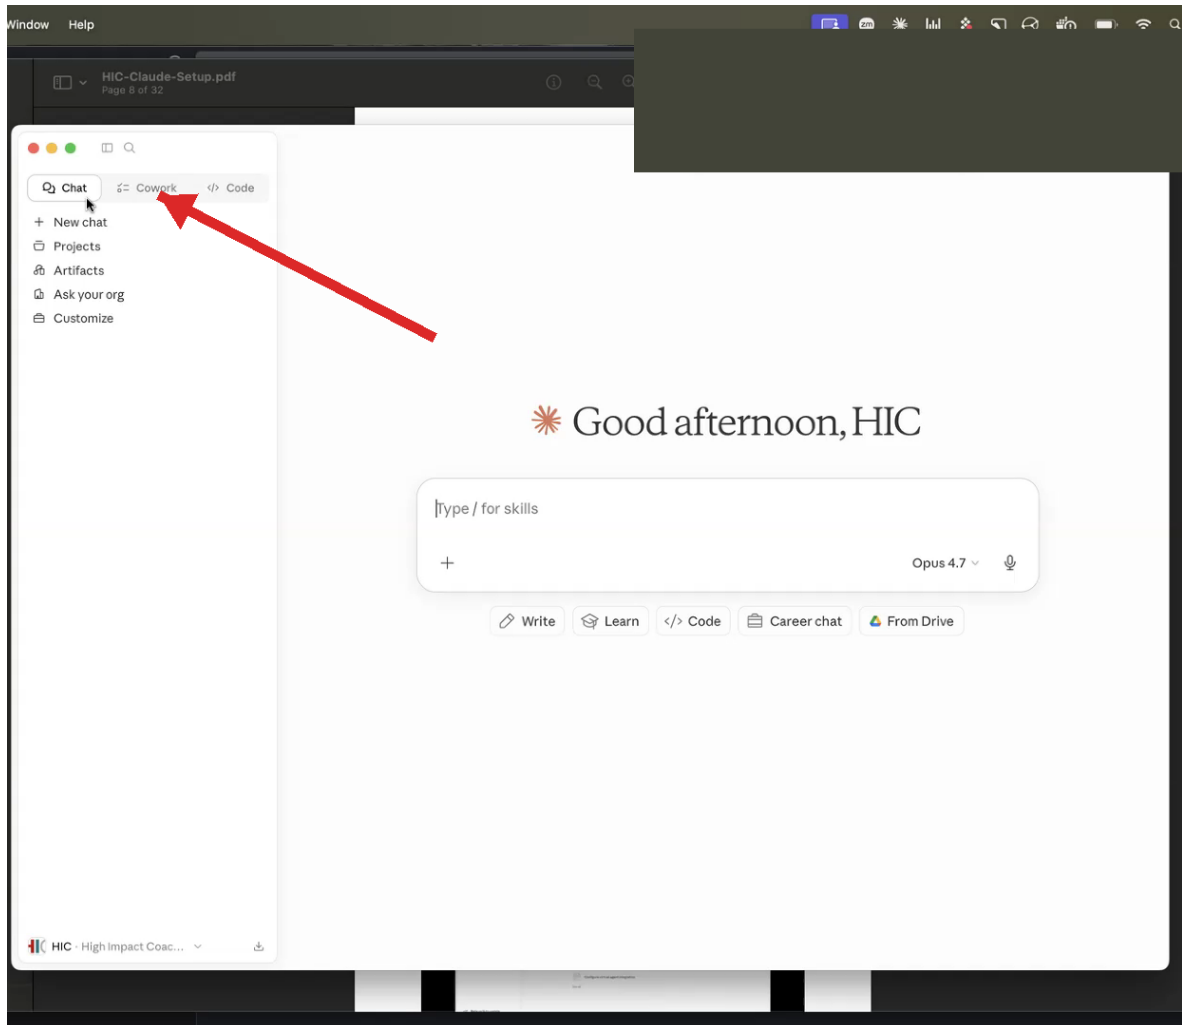 Window Help
zm
HIC-Claude-Setup.pdf
Page 8 of 32
Chat Cowork </> Code
+ New chat
Projects
Artifacts
Ask your org
Customize
Good afternoon, HIC
Type / for skills
+ Opus 4.7
Write Learn </> Code Career chat From Drive
HIC · High Impact Coac...